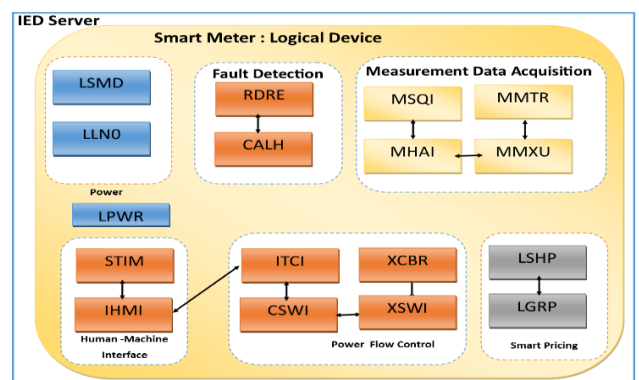 IED Server
Smart Meter : Logical Device
LSMD
LLN0
Power
LPWR
Fault Detection
RDRE
CALH
Measurement Data Acquisition
MSQI
MMTR
MHAI
MMXU
STIM
IHMI
Human -Machine
Interface
ITCI
XCBR
CSWI
XSWI
Power Flow Control
LSHP
LGRP
Smart Pricing